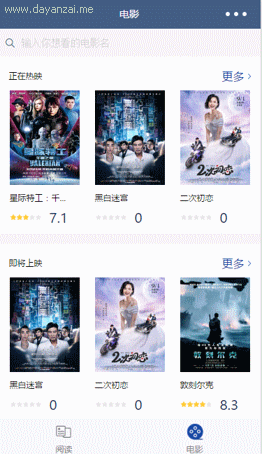 www.dayanzai.me
电影
输入你想看的电影名
正在热映
更多
星际特工：千...
黑白迷宫
二次初恋
7.1
0
0
即将上映
更多
黑白迷宫
二次初恋
敦刻尔克
0
0
8.3
阅读
电影